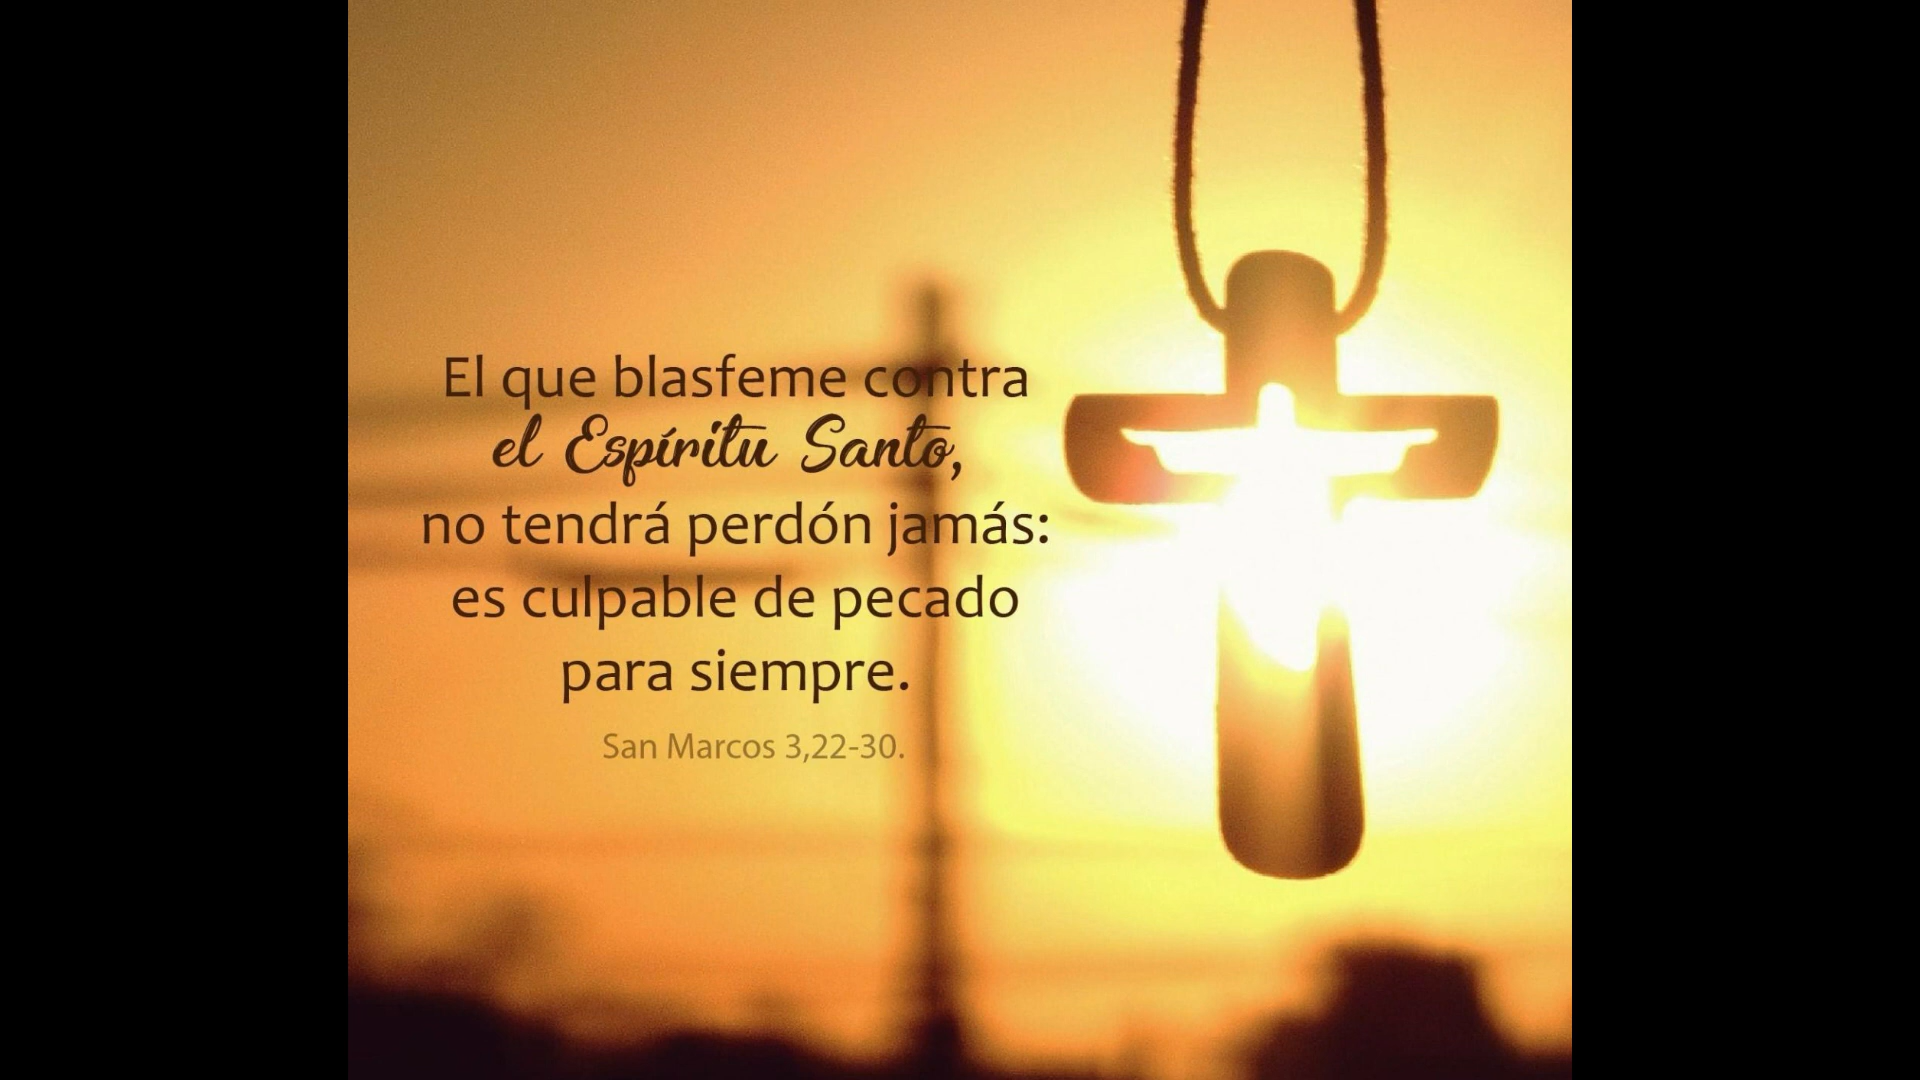 El que blasfeme contra
el Espíritu Santo,
no tendrá perdón jamás:
es culpable de pecado
para siempre.
San Marcos 3,22-30.